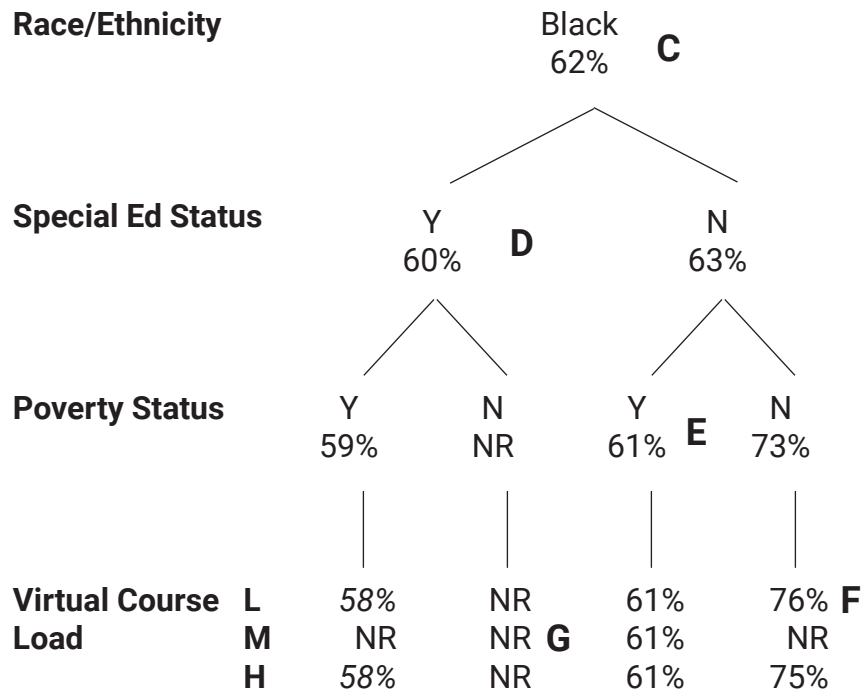 Race/Ethnicity Black
62% C
Special Ed Status Y N
60% D 63%
Poverty Status Y N Y N
59% NR 61% E 73%
Virtual Course L 58% NR 61% 76% F
Load M NR NR G 61% NR
H 58% NR 61% 75%